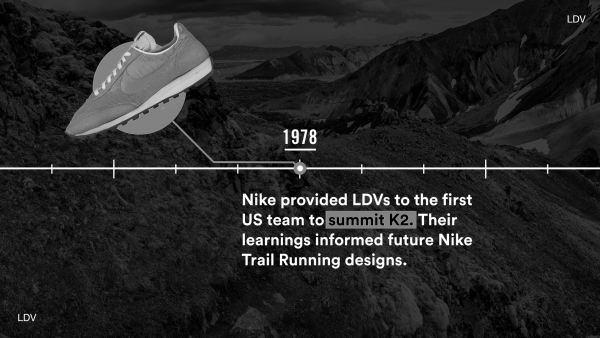 LDV
1978
Nike provided LDVs to the first
US team to summit K2. Their
learnings informed future Nike
Trail Running designs.
LDV